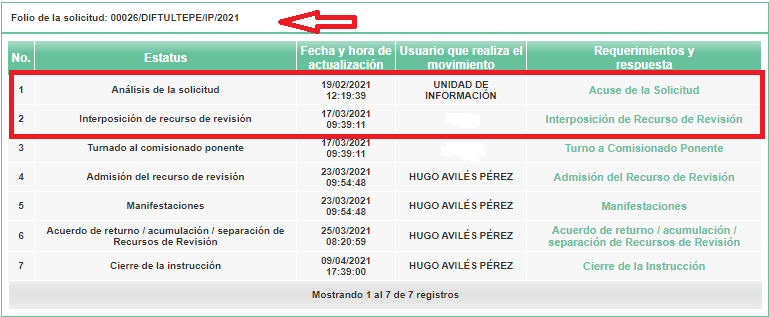 Folio de la solicitud: 00026/DIFTULTEPE/IP/2021
No. Estatus Fecha y hora de actualización Usuario que realiza el movimiento Requerimientos y respuesta
1 Análisis de la solicitud 19/02/2021 12:19:39 UNIDAD DE INFORMACIÓN Acuse de la Solicitud
2 Interposición de recurso de revisión 17/03/2021 09:39:11 Interposición de Recurso de Revisión
3 Turnado al comisionado ponente 17/03/2021 09:39:11 Turno a Comisionado Ponente
4 Admisión del recurso de revisión 23/03/2021 09:54:48 HUGO AVILÉS PÉREZ Admisión del Recurso de Revisión
5 Manifestaciones 23/03/2021 09:54:48 HUGO AVILÉS PÉREZ Manifestaciones
6 Acuerdo de returno / acumulación / separación de Recursos de Revisión 25/03/2021 08:20:59 HUGO AVILÉS PÉREZ Acuerdo de returno / acumulación / separación de Recursos de Revisión
7 Cierre de la instrucción 09/04/2021 17:39:00 HUGO AVILÉS PÉREZ Cierre de la Instrucción
Mostrando 1 al 7 de 7 registros